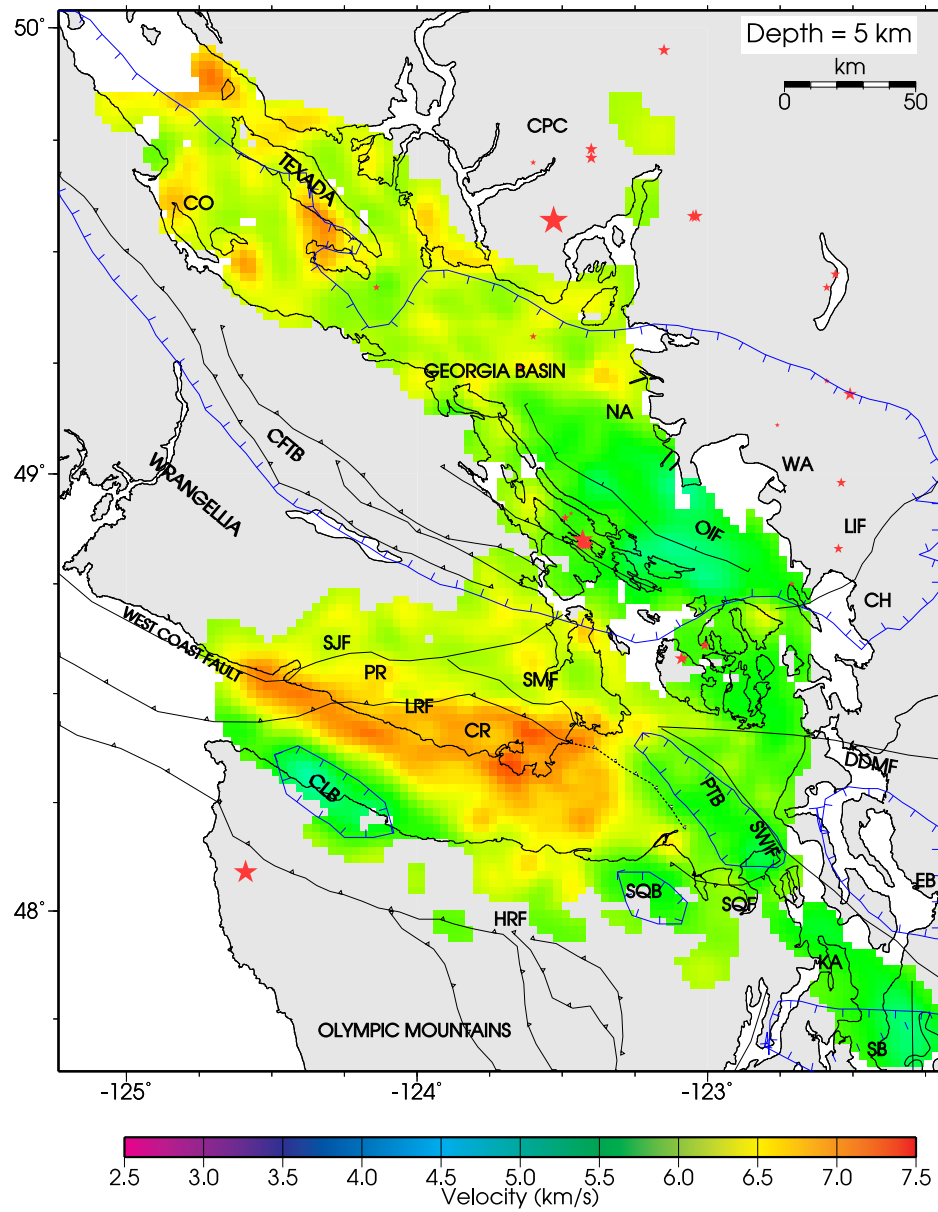 50°
Depth = 5 km
km
0 50
CPC
TEXADA
CO
GEORGIA BASIN
NA
49°
CFTB
WA
WRANGELLIA
OIF
LIF
CH
WEST COAST FAULT
SJF
PR
SMF
LRF
CR
DDMF
CLB
PTB
SWIF
EB
48°
SQB
SQF
HRF
KA
OLYMPIC MOUNTAINS
SB
-125° -124° -123°
2.5 3.0 3.5 4.0 4.5 5.0 5.5 6.0 6.5 7.0 7.5
Velocity (km/s)